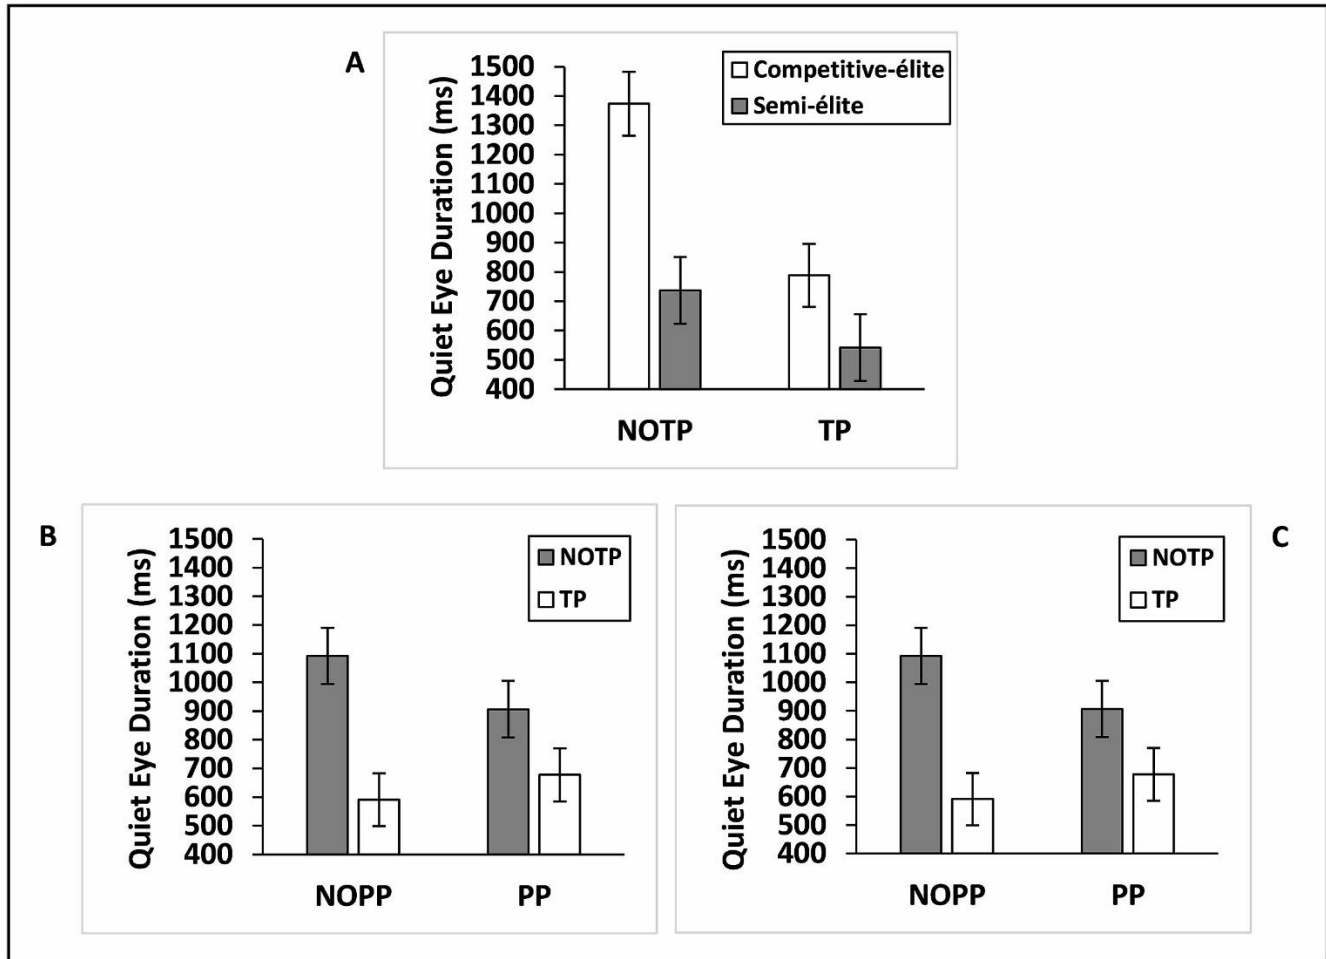 A
Quiet Eye Duration (ms)
1500
1400
1300
1200
1100
1000
900
800
700
600
500
400
Competitive-élite
Semi-élite
NOTP TP
B
Quiet Eye Duration (ms)
1500
1400
1300
1200
1100
1000
900
800
700
600
500
400
NOTP
TP
NOPP PP
C
Quiet Eye Duration (ms)
1500
1400
1300
1200
1100
1000
900
800
700
600
500
400
NOTP
TP
NOPP PP